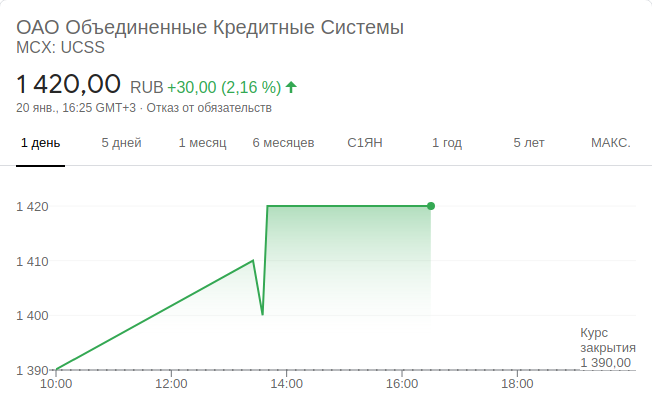 ОАО Объединенные Кредитные Системы
MCX: UCSS
1 420,00 RUB +30,00 (2,16 %)
20 янв., 16:25 GMT+3 · Отказ от обязательств
1 день 5 дней 1 месяц 6 месяцев С1ЯН 1 год 5 лет МАКС.
1 420
1 410
1 400
Курс
закрытия
1 390,00
1 390
10:00 12:00 14:00 16:00 18:00